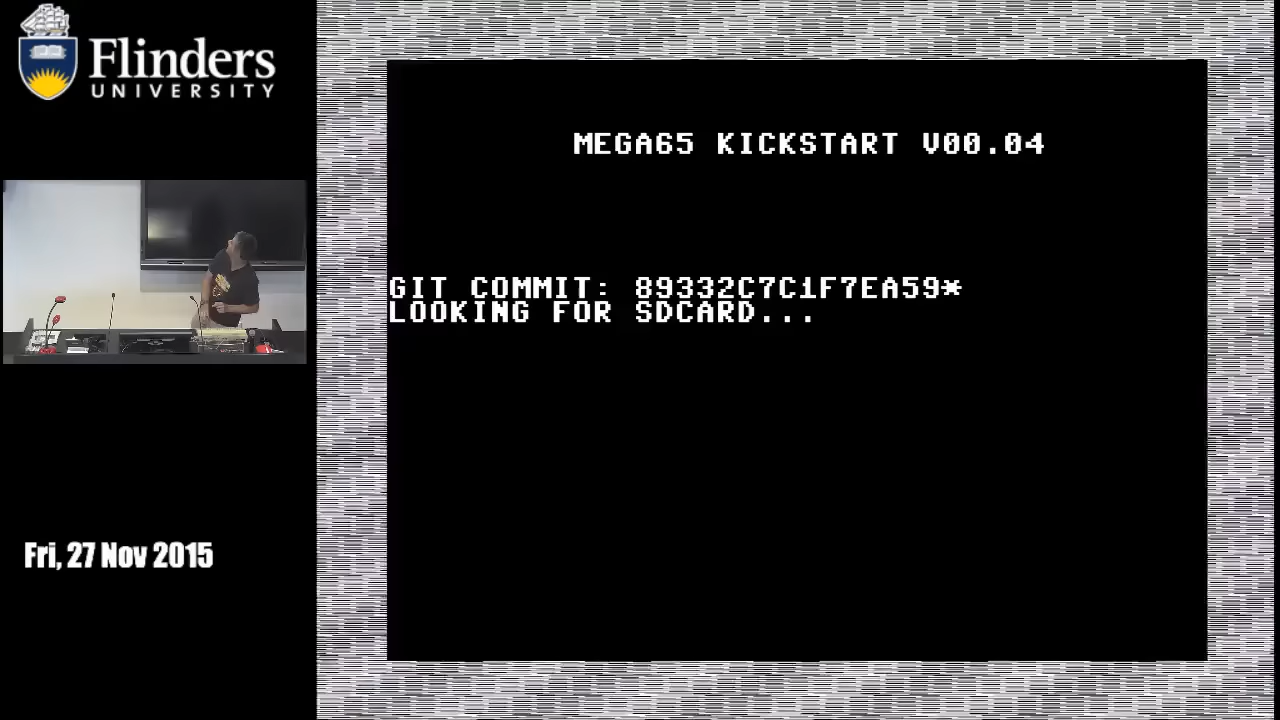 Flinders
UNIVERSITY
MEGA65 KICKSTART V00.04
GIT COMMIT: 89332C7C1F7EA59*
LOOKING FOR SDCARD...
Fri, 27 Nov 2015